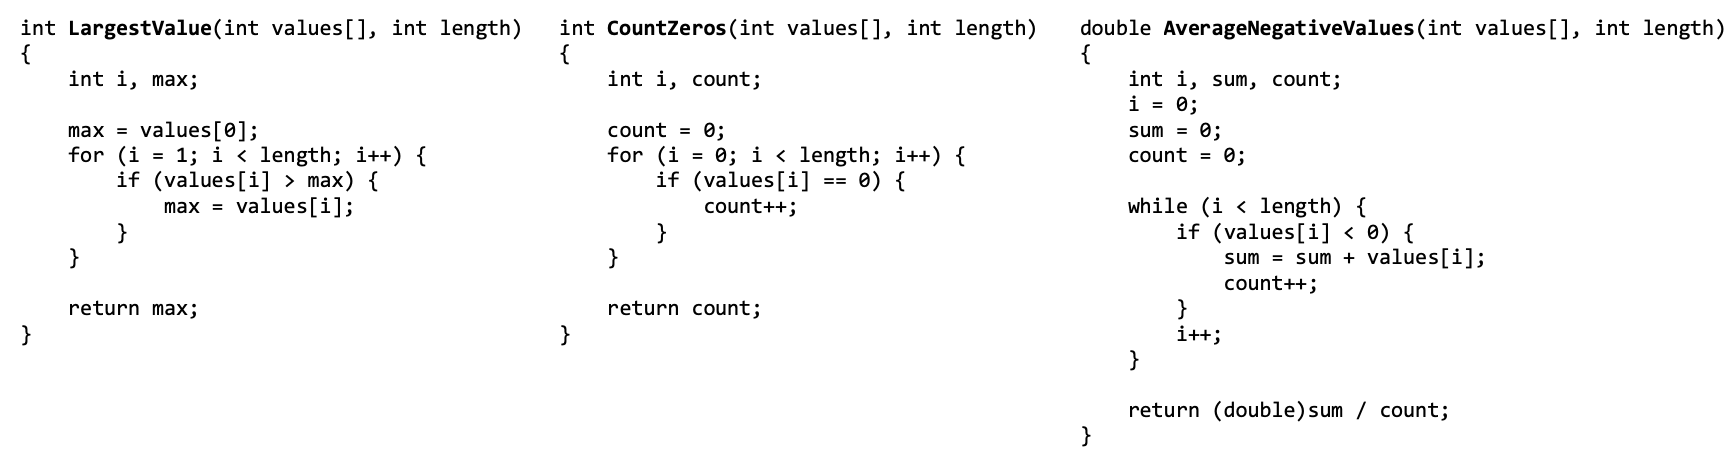 int LargestValue(int values[], int length)
{
    int i, max;

    max = values[0];
    for (i = 1; i < length; i++) {
        if (values[i] > max) {
            max = values[i];
        }
    }

    return max;
}
int CountZeros(int values[], int length)
{
    int i, count;

    count = 0;
    for (i = 0; i < length; i++) {
        if (values[i] == 0) {
            count++;
        }
    }

    return count;
}
double AverageNegativeValues(int values[], int length)
{
    int i, sum, count;
    i = 0;
    sum = 0;
    count = 0;

    while (i < length) {
        if (values[i] < 0) {
            sum = sum + values[i];
            count++;
        }
        i++;
    }

    return (double)sum / count;
}